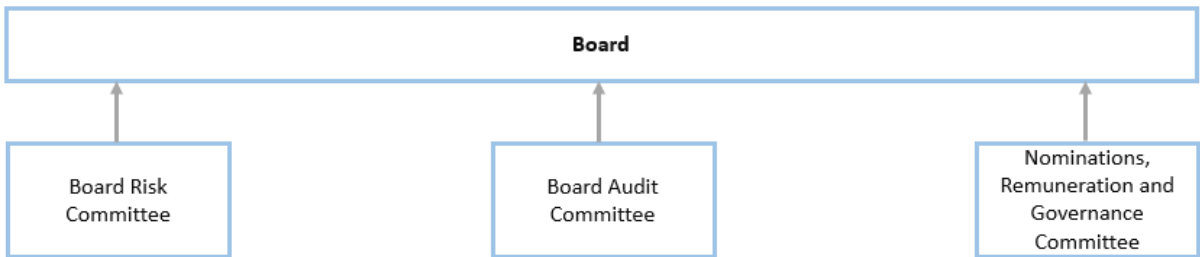 Board
Board Risk
Committee
Board Audit
Committee
Nominations,
Remuneration and
Governance
Committee